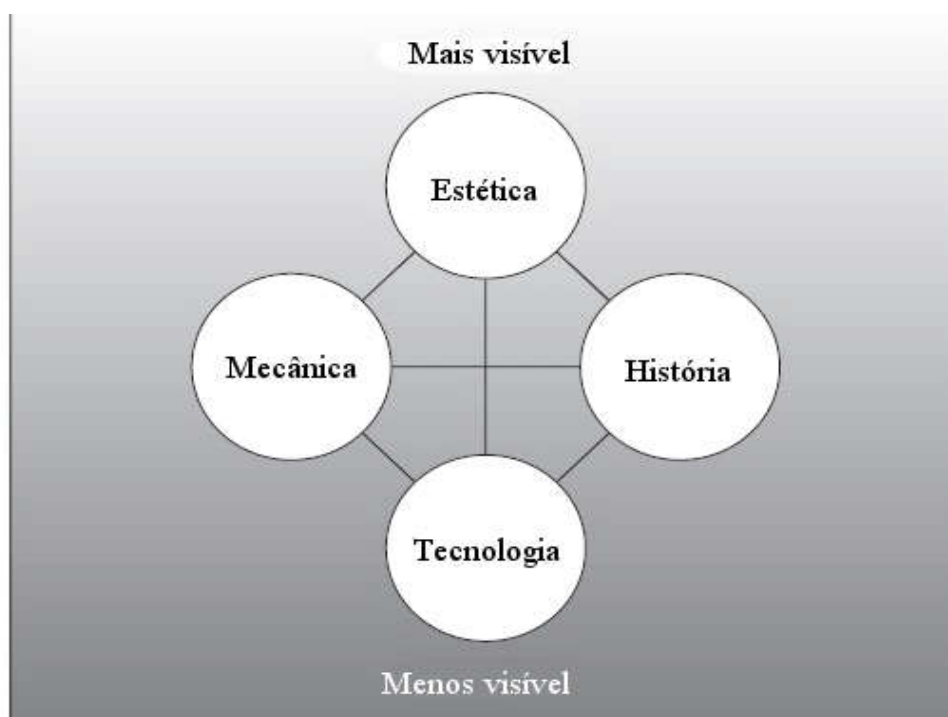 Mais visível
Estética
Mecânica
História
Tecnologia
Menos visível